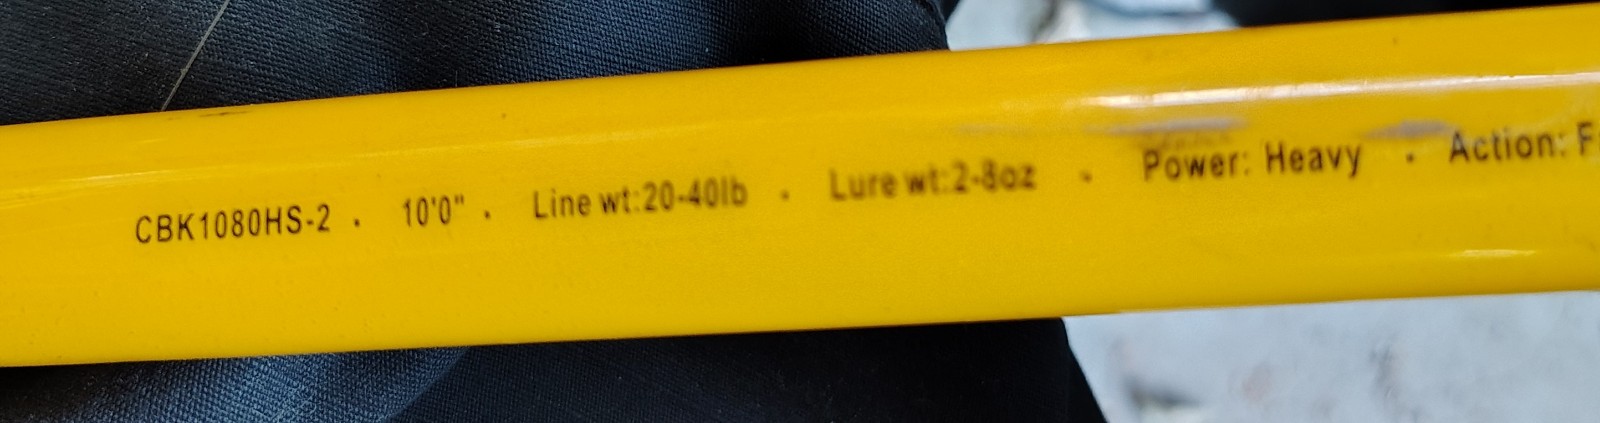 CBK1080HS-2 . 10'0" . Line wt:20-40lb . Lure wt:2-8oz . Power: Heavy . Action: